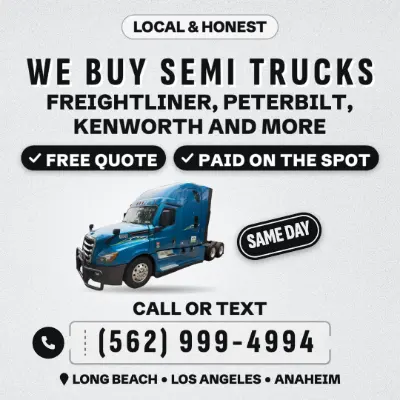 LOCAL & HONEST
WE BUY SEMI TRUCKS
FREIGHTLINER, PETERBILT,
KENWORTH AND MORE
FREE QUOTE
PAID ON THE SPOT
SAME DAY
CALL OR TEXT
(562) 999-4994
LONG BEACH • LOS ANGELES • ANAHEIM